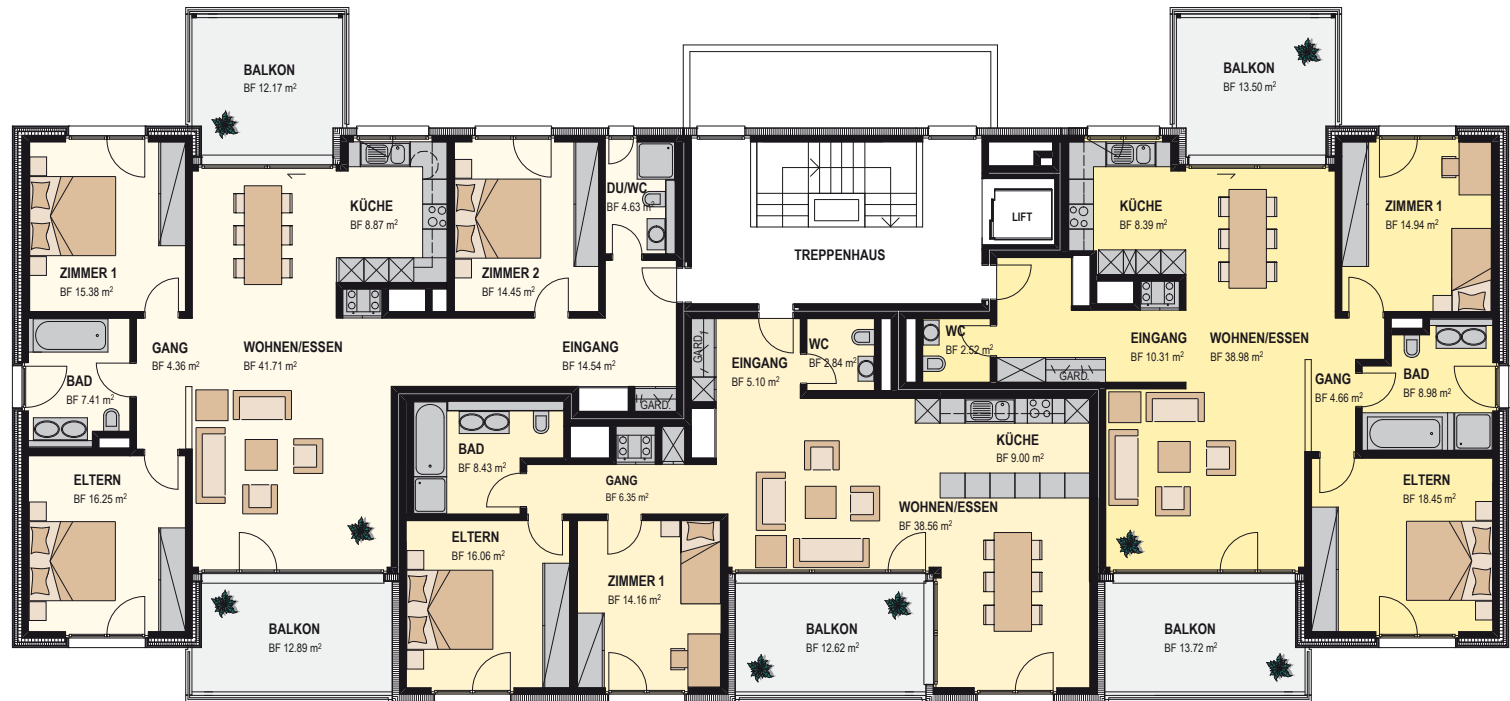 BALKON
BF 12.17 m²
BALKON
BF 13.50 m²
ZIMMER 1
BF 15.38 m²
KÜCHE
BF 8.87 m²
ZIMMER 2
BF 14.45 m²
DU/WC
BF 4.63 m²
TREPPENHAUS
LIFT
KÜCHE
BF 8.39 m²
ZIMMER 1
BF 14.94 m²
GANG
BF 4.36 m²
WOHNEN/ESSEN
BF 41.71 m²
EINGANG
BF 14.54 m²
GARD.
BAD
BF 7.41 m²
GARD.
EINGANG
BF 5.10 m²
WC
BF 2.84 m²
WC
BF 2.52 m²
GARD.
EINGANG
BF 10.31 m²
WOHNEN/ESSEN
BF 38.98 m²
GANG
BF 4.66 m²
BAD
BF 8.98 m²
ELTERN
BF 16.25 m²
BAD
BF 8.43 m²
GANG
BF 6.35 m²
KÜCHE
BF 9.00 m²
WOHNEN/ESSEN
BF 38.56 m²
ELTERN
BF 18.45 m²
ELTERN
BF 16.06 m²
ZIMMER 1
BF 14.16 m²
BALKON
BF 12.89 m²
BALKON
BF 12.62 m²
BALKON
BF 13.72 m²